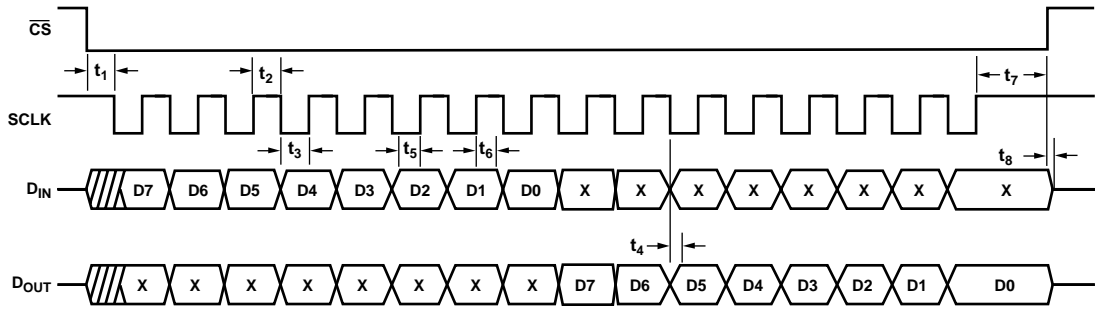 CS
t1 t2 t7
SCLK
t3 t5 t6 t8
DIN D7 D6 D5 D4 D3 D2 D1 D0 X X X X X X X X
t4
DOUT X X X X X X X X D7 D6 D5 D4 D3 D2 D1 D0